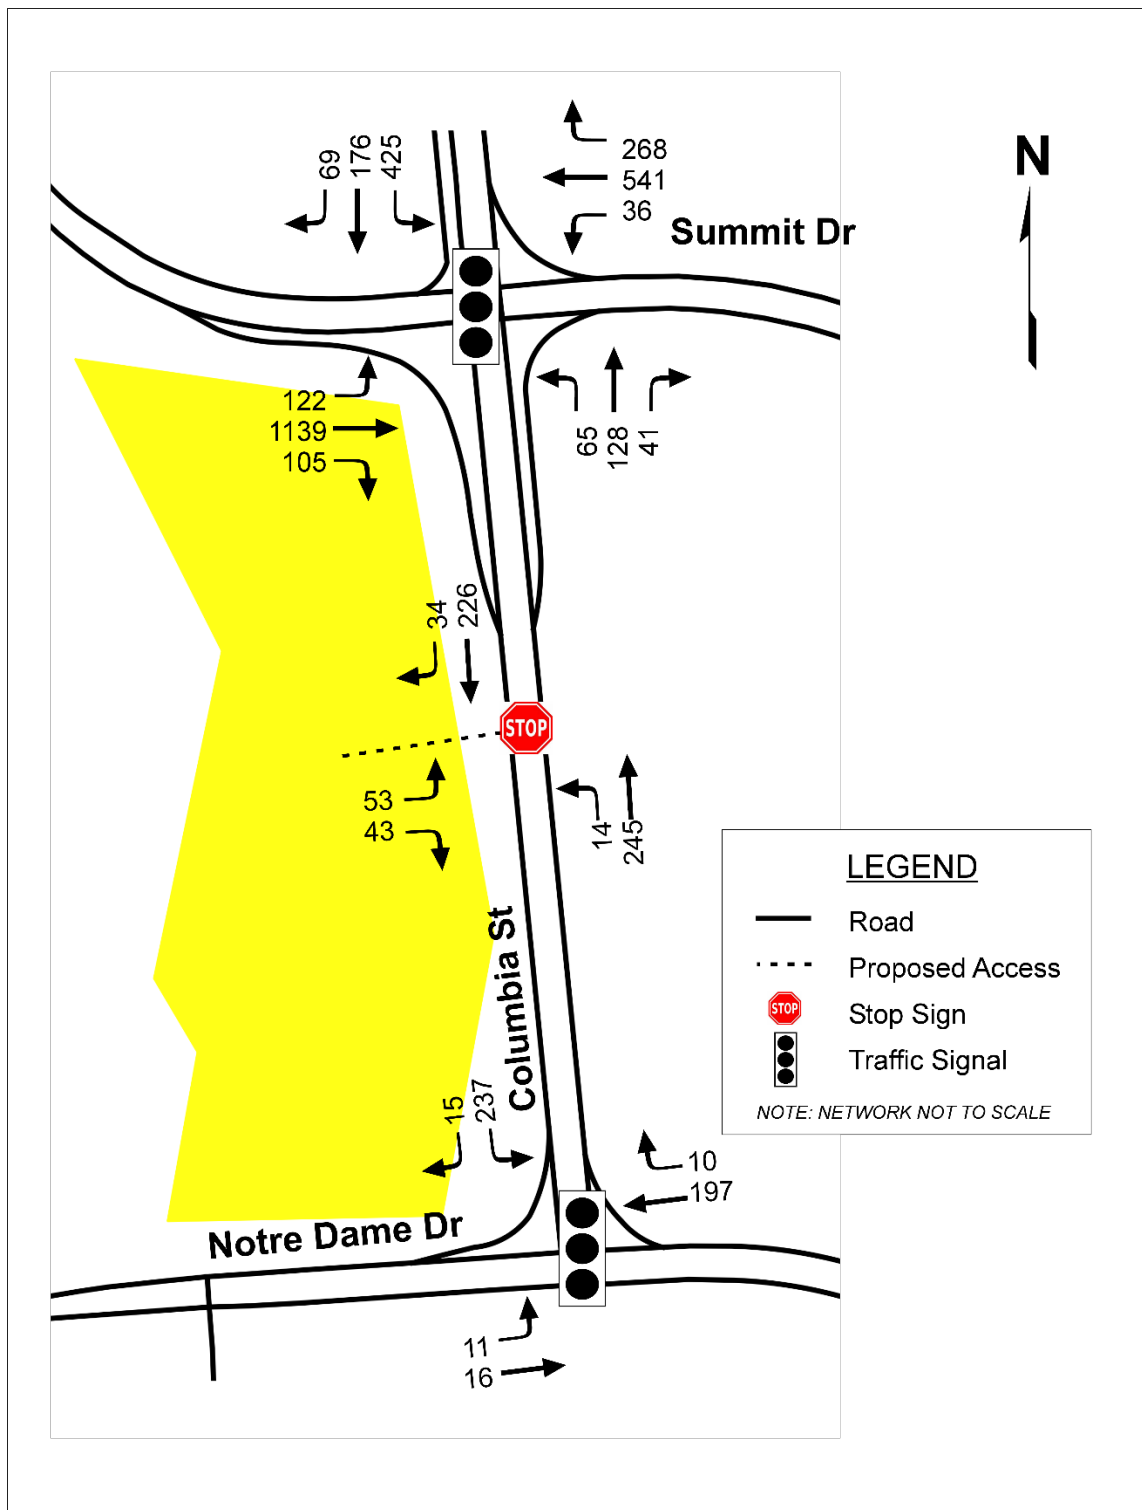 69
176
425
268
541
36
Summit Dr
N
122
1139
105
65
128
41
34
226
STOP
53
43
14
245
LEGEND
Road
Proposed Access
STOP
Stop Sign
Traffic Signal
NOTE: NETWORK NOT TO SCALE
Columbia St
15
237
10
197
Notre Dame Dr
11
16